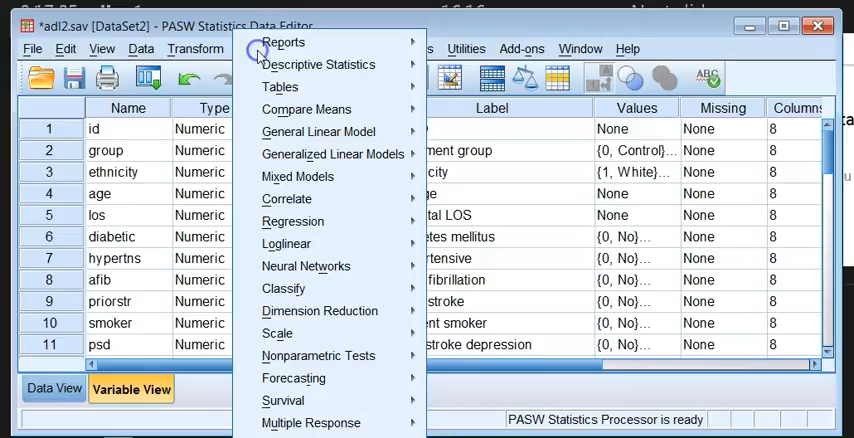 *adl2.sav [DataSet2] - PASW Statistics Data Editor
File Edit View Data Transform s Utilities Add-ons Window Help
Reports
Descriptive Statistics
Tables
Compare Means
General Linear Model
Generalized Linear Models
Mixed Models
Correlate
Regression
Loglinear
Neural Networks
Classify
Dimension Reduction
Scale
Nonparametric Tests
Forecasting
Survival
Multiple Response
Name Type Label Values Missing Columns
1 id Numeric None None 8
2 group Numeric ment group {0, Control}... None 8
3 ethnicity Numeric city {1, White}... None 8
4 age Numeric None None 8
5 los Numeric tal LOS None None 8
6 diabetic Numeric etes mellitus {0, No}... None 8
7 hypertns Numeric ertensive {0, No}... None 8
8 afib Numeric fibrillation {0, No}... None 8
9 priorstr Numeric stroke {0, No}... None 8
10 smoker Numeric ent smoker {0, No}... None 8
11 psd Numeric stroke depression {0, No}... None 8
Data View Variable View
PASW Statistics Processor is ready